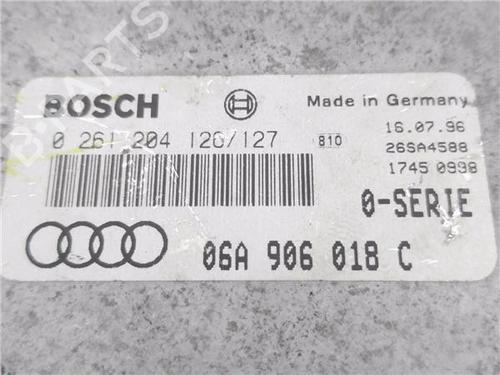 BOSCH
Made in Germany
0 261 204 126/127
810
16.07.96
26SA4588
1745 0998
0-SERIE
06A 906 018 C
B-PARTS